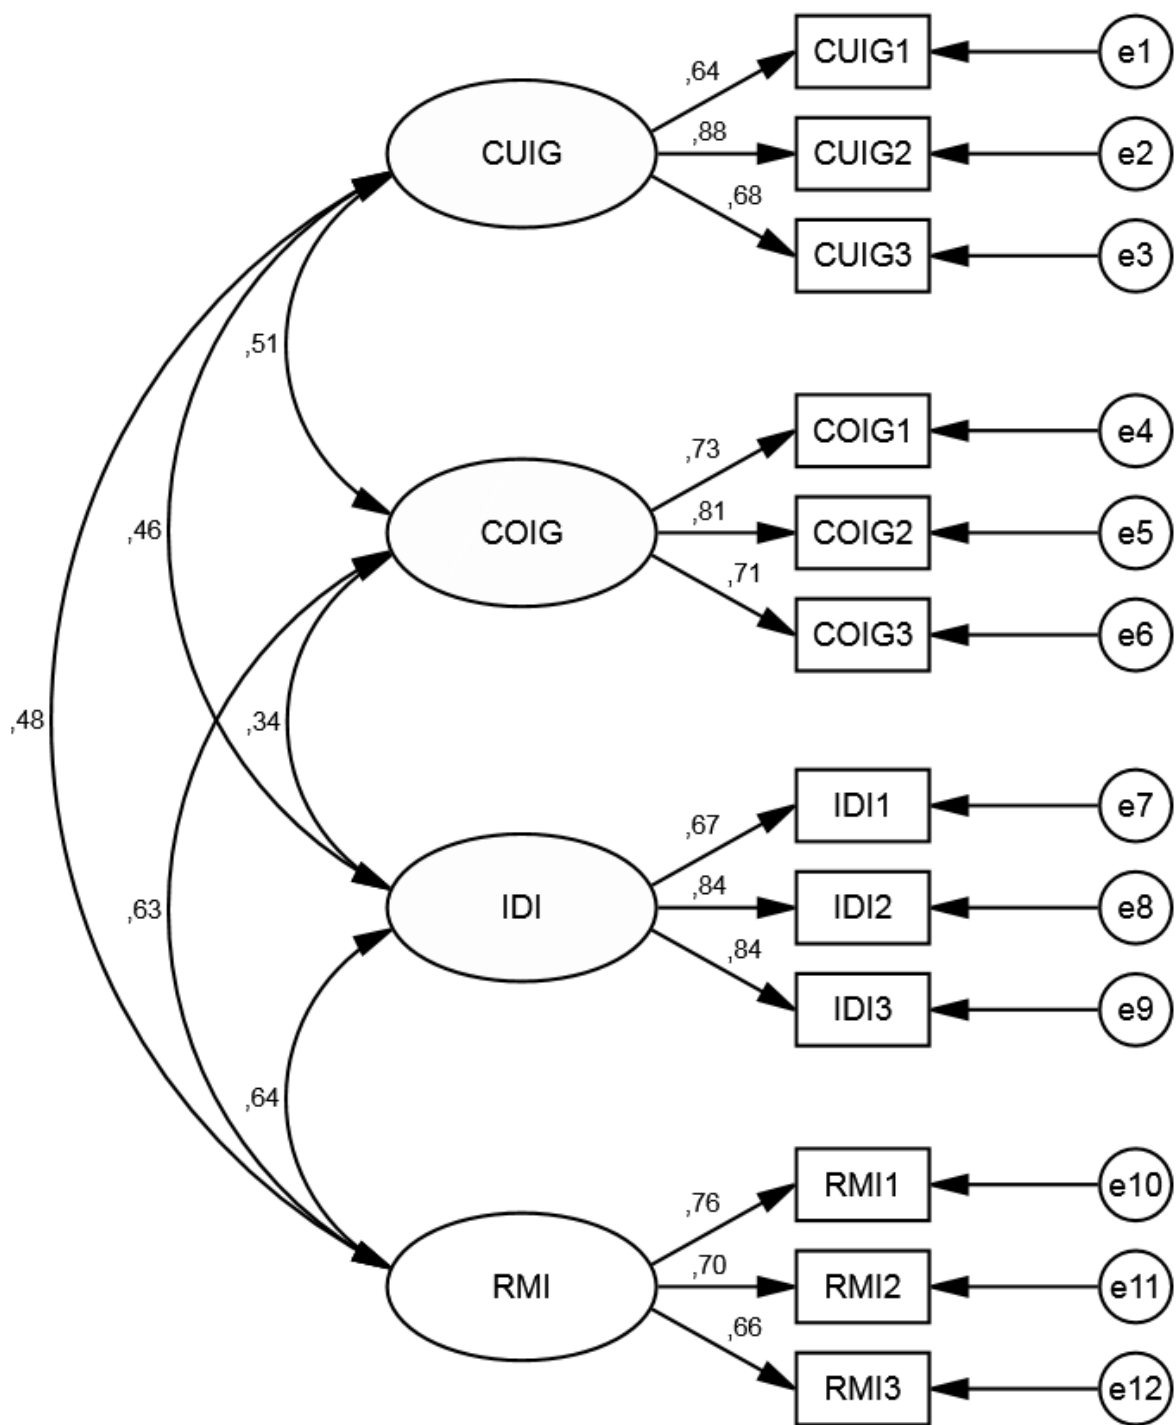 CUIG1
e1
,64
CUIG
,88
CUIG2
e2
,68
CUIG3
e3
,51
COIG1
e4
,73
,46
COIG
,81
COIG2
e5
,71
COIG3
e6
,48
,34
IDI1
e7
,67
,63
IDI
,84
IDI2
e8
,84
IDI3
e9
,64
RMI1
e10
,76
RMI
,70
RMI2
e11
,66
RMI3
e12